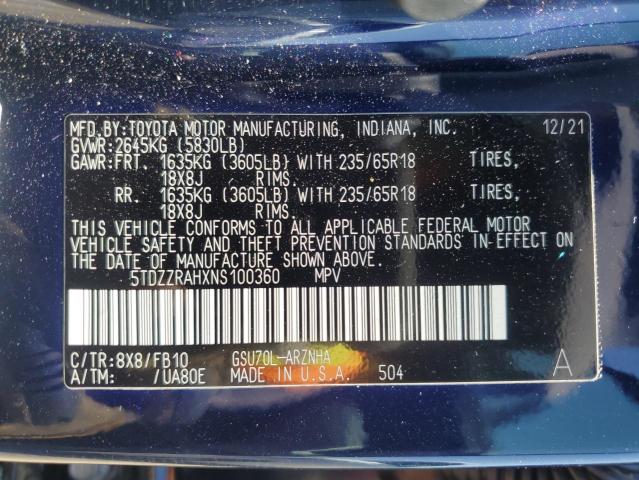 MFD.BY:TOYOTA MOTOR MANUFACTURING, INDIANA, INC. 12/21
GVWR:2645KG (5830LB)
GAWR:FRT. 1635KG (3605LB) WITH 235/65R18 TIRES,
18X8J RIMS.
RR. 1635KG (3605LB) WITH 235/65R18 TIRES,
18X8J RIMS.
THIS VEHICLE CONFORMS TO ALL APPLICABLE FEDERAL MOTOR
VEHICLE SAFETY AND THEFT PREVENTION STANDARDS IN-EFFECT ON
THE DATE OF MANUFACTURE SHOWN ABOVE.
5TDZZRAHXNS100360 MPV
C/TR:8X8/FB10 GSU70L-ARZNHA A
A/TM: /UA80E MADE IN U.S.A. 504